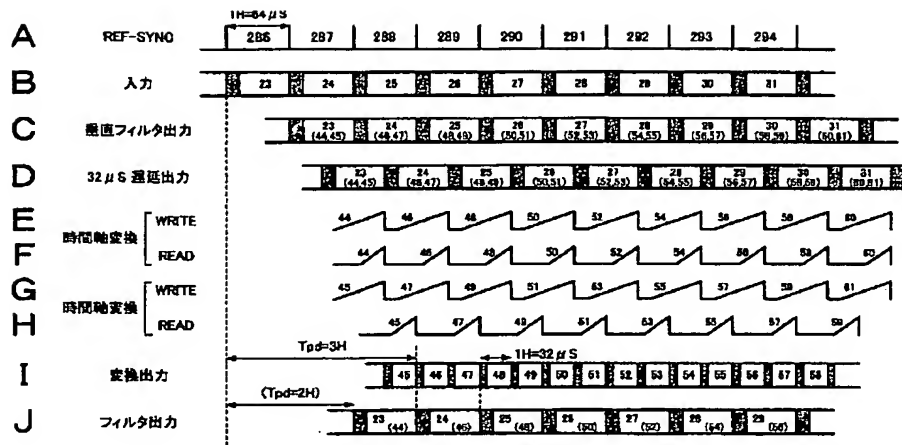 1H=64μS
A REF-SYNC 286 287 288 289 290 291 292 293 294
B 入力 23 24 25 26 27 28 29 30 31
C 垂直フィルタ出力 23 24 25 26 27 28 29 30 31
(44,45) (46,47) (48,49) (50,51) (52,53) (54,55) (56,57) (58,59) (60,61)
D 32μS 遅延出力 23 24 25 26 27 28 29 30 31
(44,45) (46,47) (48,49) (50,51) (52,53) (54,55) (56,57) (58,59) (60,61)
E WRITE 44 46 48 50 52 54 56 58 60
時間軸変換
F READ 44 46 48 50 52 54 56 58 60
G WRITE 45 47 49 51 53 55 57 59 61
時間軸変換
H READ 45 47 49 51 53 55 57 59
Tpd=3H 1H=32μS
I 変換出力 45 46 47 48 49 50 51 52 53 54 55 56 57 58
(Tpd=2H)
J フィルタ出力 23 24 25 26 27 28 29
(44) (46) (48) (50) (52) (54) (56)